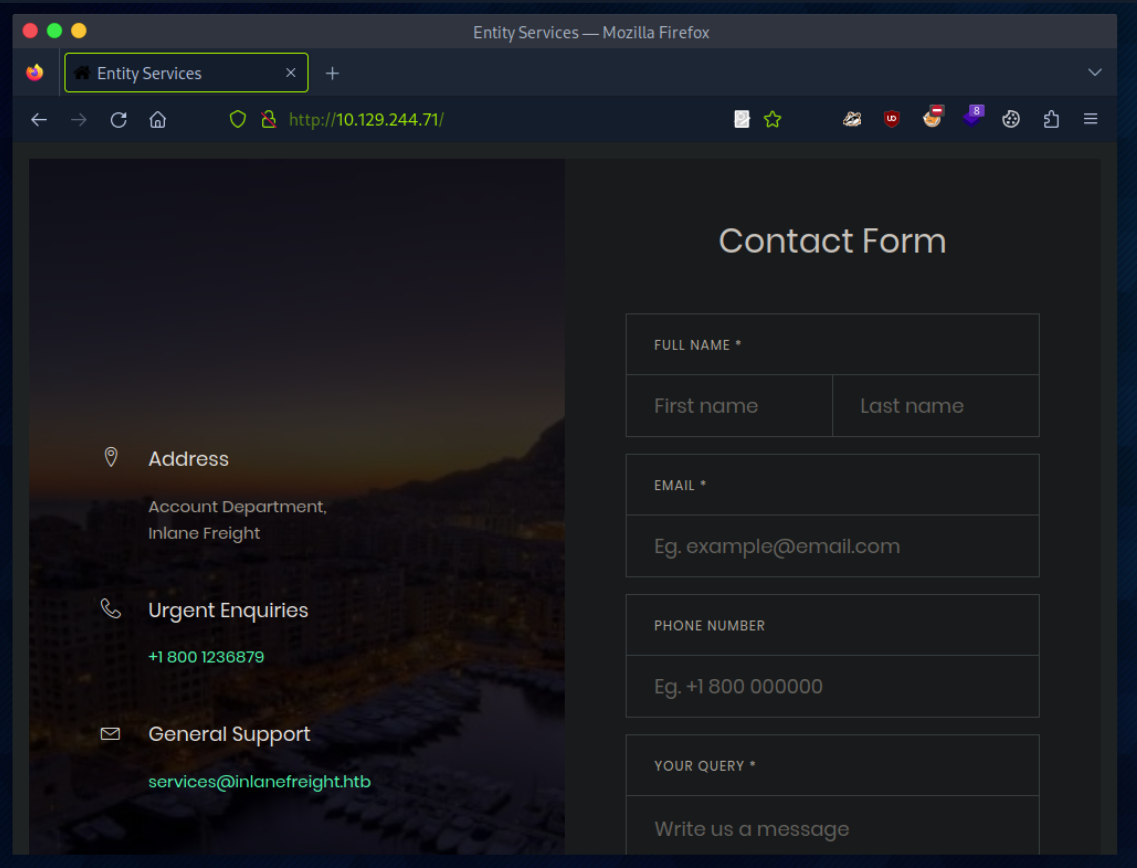 Entity Services — Mozilla Firefox
Entity Services
http://10.129.244.71/
8
Contact Form
FULL NAME *
First name
Last name
Address
Account Department,
Inlane Freight
EMAIL *
Eg. example@email.com
Urgent Enquiries
+1 800 1236879
PHONE NUMBER
Eg. +1 800 000000
General Support
services@inlanefreight.htb
YOUR QUERY *
Write us a message